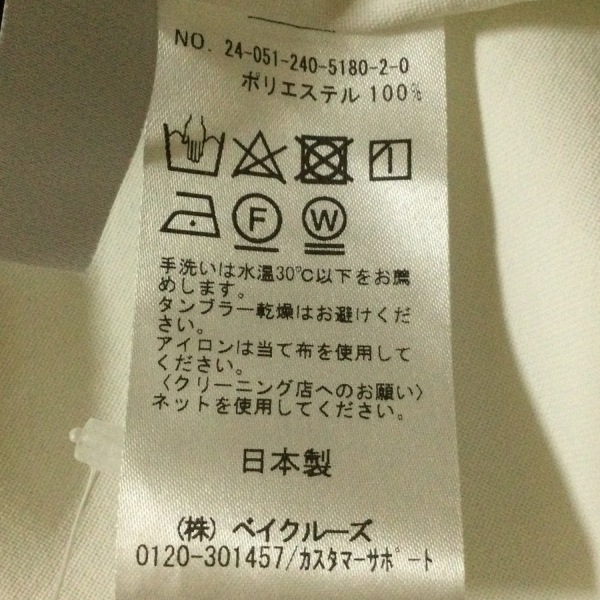 NO. 24-051-240-5180-2-0
ポリエステル 100%
F
W
手洗いは水温30℃以下をお薦
めします。
タンブラー乾燥はお避けくだ
さい。
アイロンは当て布を使用して
ください。
〈クリーニング店へのお願い〉
ネットを使用してください。
日本製
(株) ベイクルーズ
0120-301457/カスタマーサポート